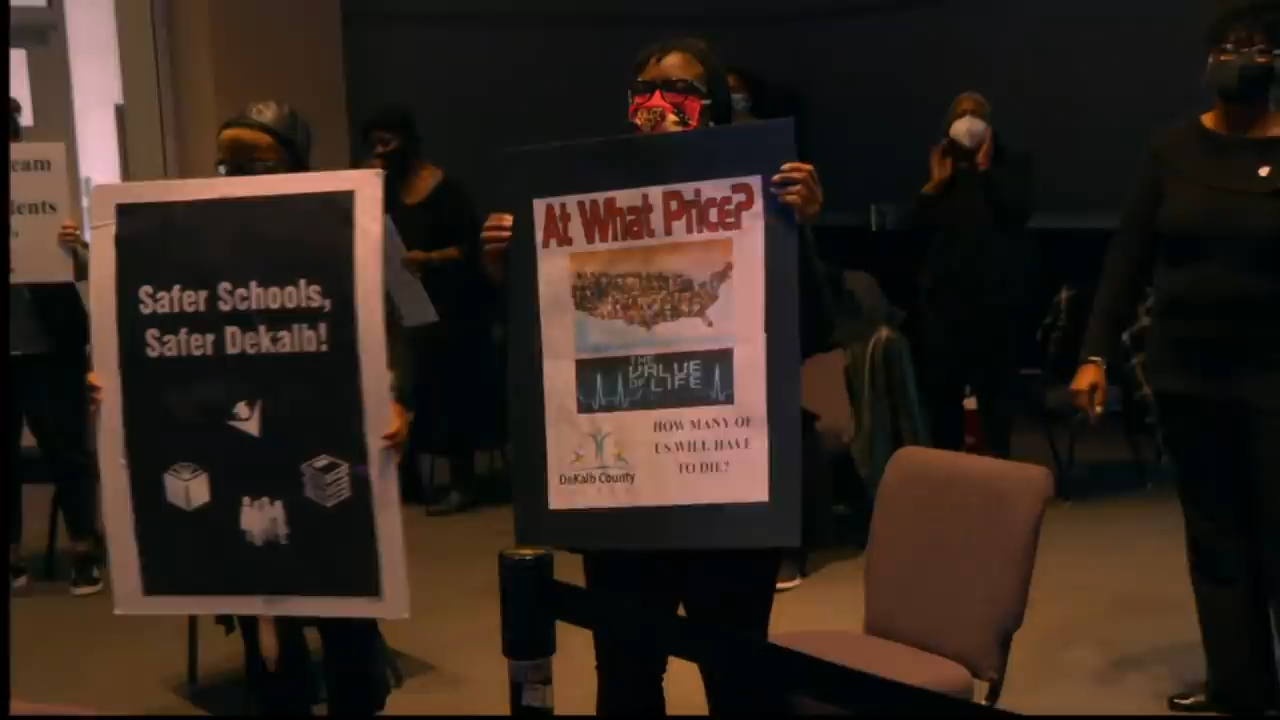 eam
dents
Safer Schools,
Safer Dekalb!
At What Price?
THE
VALUE
OF LIFE
HOW MANY OF
US WILL HAVE
TO DIE?
DeKalb County